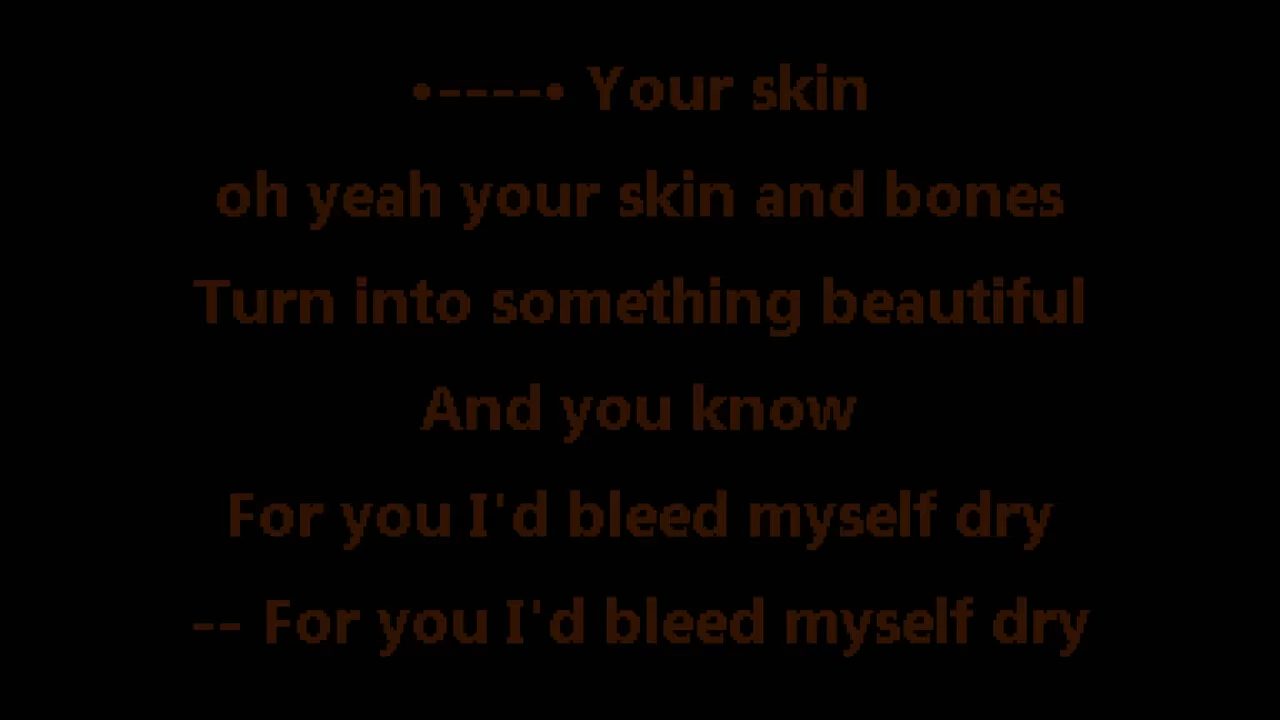 •----• Your skin
oh yeah your skin and bones
Turn into something beautiful
And you know
For you I'd bleed myself dry
-- For you I'd bleed myself dry